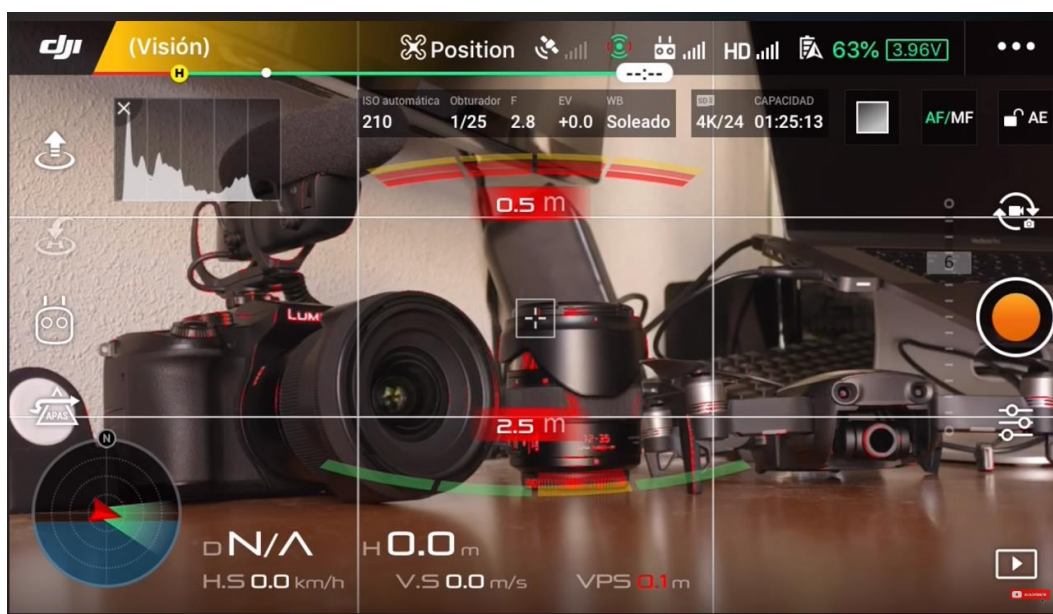 dji (Visión) Position HD 63% 3.96V
H --:--
ISO automática Obturador F EV WB CAPACIDAD
210 1/25 2.8 +0.0 Soleado 4K/24 01:25:13 AF/MF AE
0.5 m
6
LUM
2.5 m
12-35
APAS
N
D N/A H 0.0 m
H.S 0.0 km/h V.S 0.0 m/s VPS 0.1 m